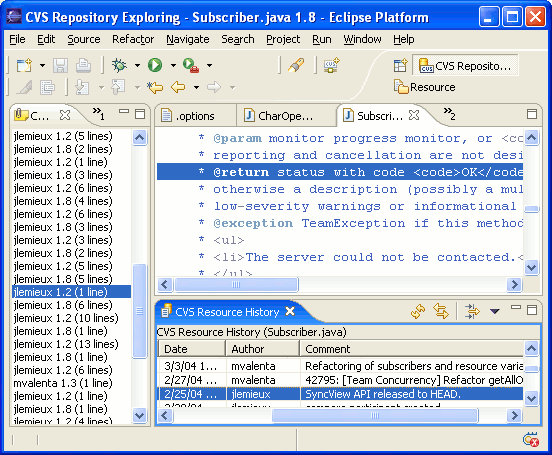 CVS Repository Exploring - Subscriber.java 1.8 - Eclipse Platform
File Edit Source Refactor Navigate Search Project Run Window Help
CVS Reposito...
Resource
C...
»1
jlemieux 1.2 (5 lines)
jlemieux 1.8 (2 lines)
jlemieux 1.2 (1 line)
jlemieux 1.8 (3 lines)
jlemieux 1.2 (6 lines)
jlemieux 1.8 (4 lines)
jlemieux 1.2 (6 lines)
jlemieux 1.8 (3 lines)
jlemieux 1.2 (3 lines)
jlemieux 1.8 (2 lines)
jlemieux 1.2 (5 lines)
jlemieux 1.8 (5 lines)
jlemieux 1.2 (1 line)
jlemieux 1.8 (6 lines)
jlemieux 1.2 (10 lines)
jlemieux 1.8 (1 line)
jlemieux 1.2 (13 lines)
jlemieux 1.8 (1 line)
jlemieux 1.2 (6 lines)
mvalenta 1.3 (1 line)
jlemieux 1.2 (1 line)
jlemieux 1.8 (1 line)
jlemieux 1.2 (4 lines)
.options
CharOpe...
Subscri...
»2
* @param monitor progress monitor, or <co
* reporting and cancellation are not desi
* @return status with code <code>OK</code
* otherwise a description (possibly a mul
* low-severity warnings or informational
* @exception TeamException if this method
* <ul>
* <li>The server could not be contacted.<
* </ul>
CVS Resource History
CVS Resource History (Subscriber.java)
Date Author Comment
3/3/04 1... mvalenta Refactoring of subscribers and resource varia
2/27/04 ... mvalenta 42795: [Team Concurrency] Refactor getAllO
2/25/04 ... jlemieux SyncView API released to HEAD.